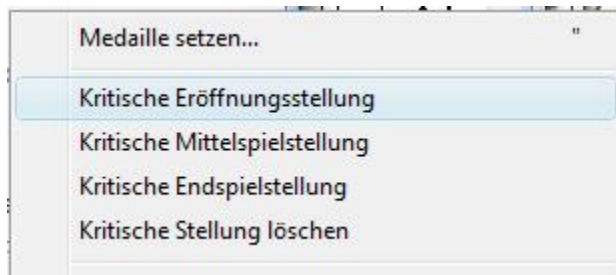 Medaille setzen... "
Kritische Eröffnungsstellung
Kritische Mittelspielstellung
Kritische Endspielstellung
Kritische Stellung löschen